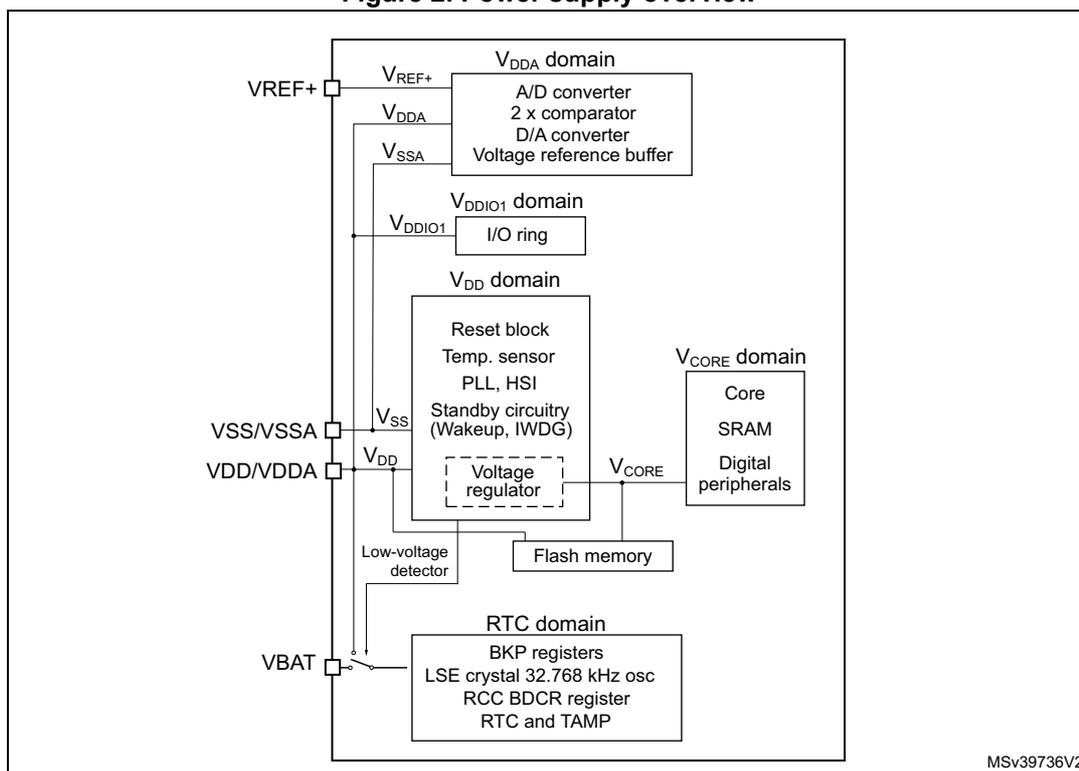 Figure 2. Power supply overview
VDDA domain
VREF+
VREF+
A/D converter
2 x comparator
D/A converter
Voltage reference buffer
VDDA
VSSA
VDDIO1 domain
VDDIO1
I/O ring
VDD domain
Reset block
Temp. sensor
PLL, HSI
Standby circuitry
(Wakeup, IWDG)
Voltage
regulator
VCORE domain
Core
SRAM
Digital
peripherals
VSS/VSSA
VSS
VDD/VDDA
VDD
VCORE
Flash memory
Low-voltage
detector
RTC domain
VBAT
BKP registers
LSE crystal 32.768 kHz osc
RCC BDCR register
RTC and TAMP
MSv39736V2